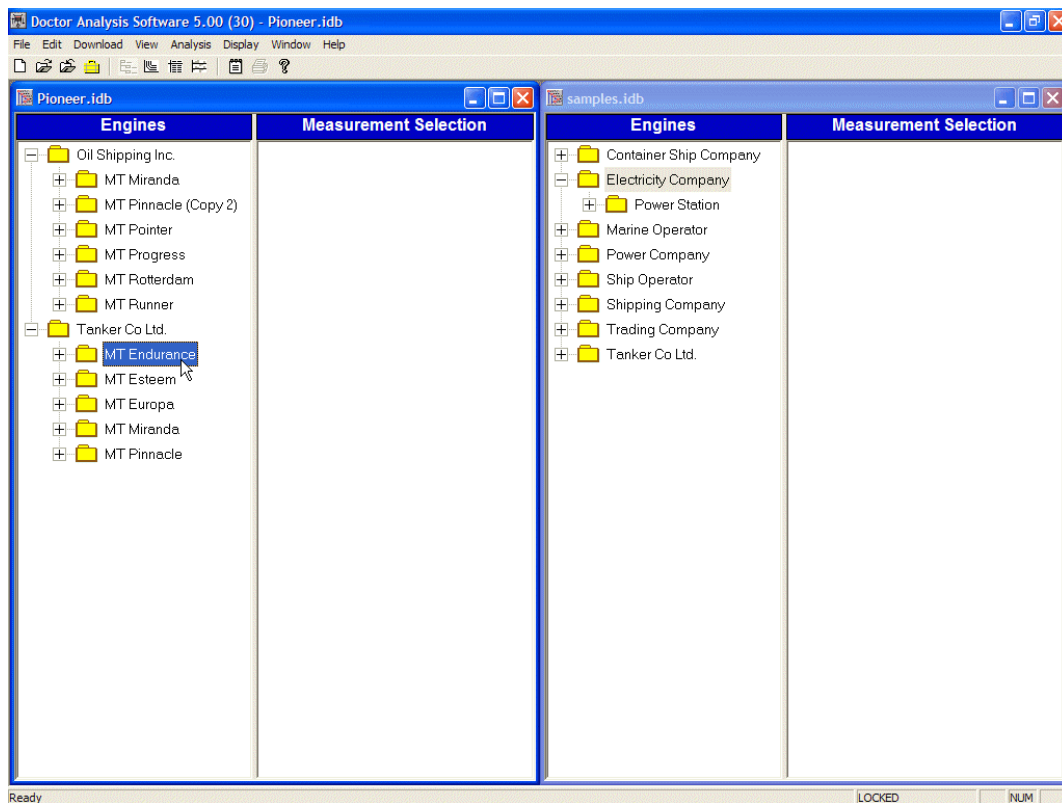 Doctor Analysis Software 5.00 (30) - Pioneer.idb
File Edit Download View Analysis Display Window Help
Pioneer.idb
Engines Measurement Selection
Oil Shipping Inc.
MT Miranda
MT Pinnacle (Copy 2)
MT Pointer
MT Progress
MT Rotterdam
MT Runner
Tanker Co Ltd.
MT Endurance
MT Esteem
MT Europa
MT Miranda
MT Pinnacle
samples.idb
Engines Measurement Selection
Container Ship Company
Electricity Company
Power Station
Marine Operator
Power Company
Ship Operator
Shipping Company
Trading Company
Tanker Co Ltd.
Ready LOCKED NUM